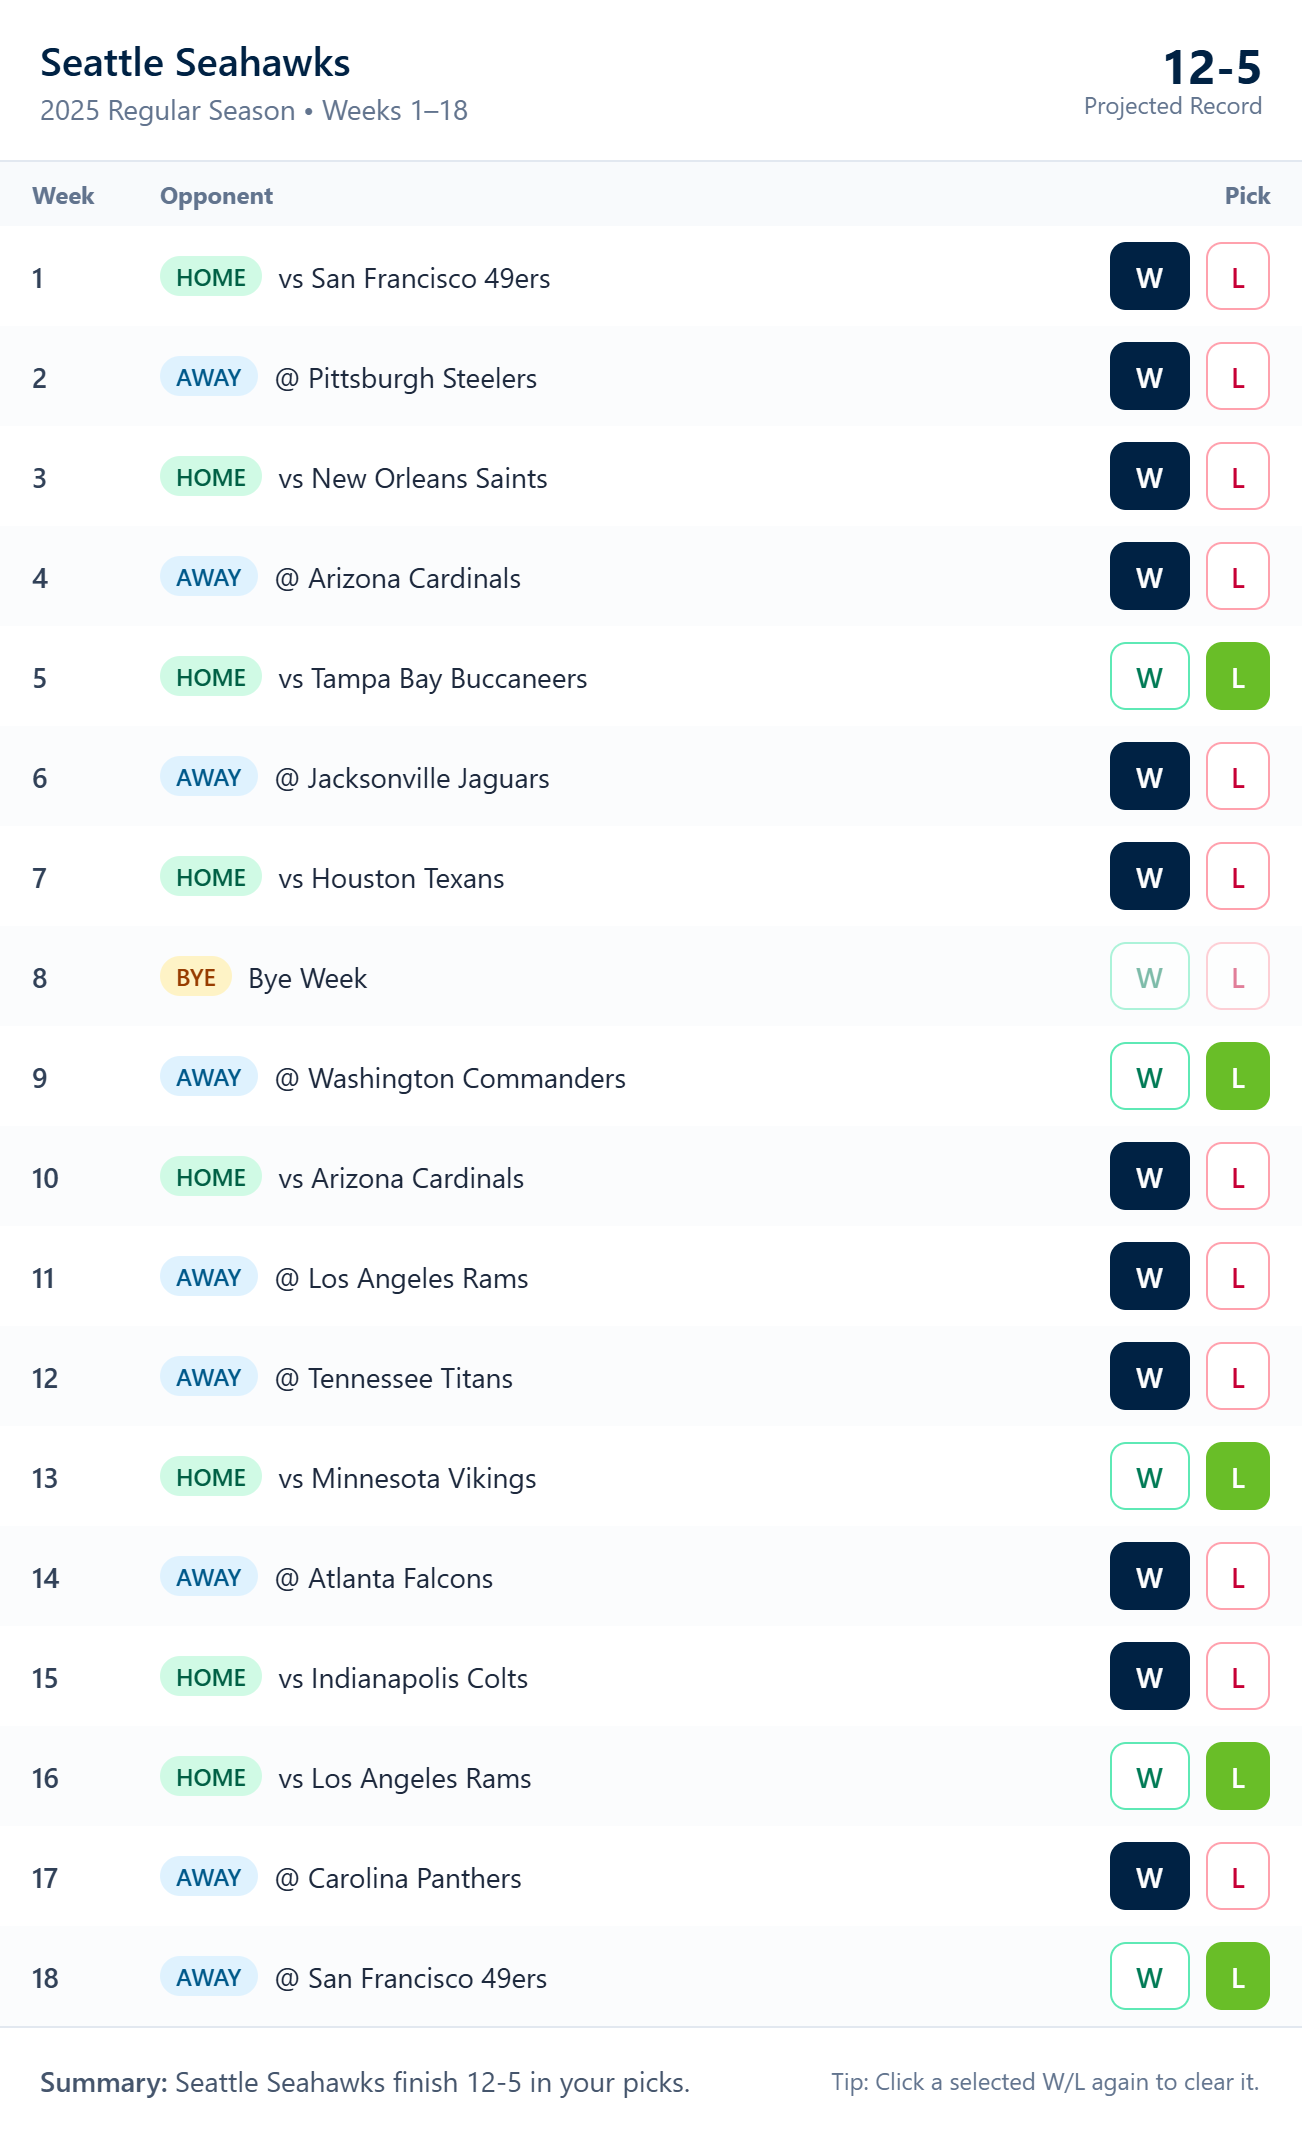 Seattle Seahawks
12-5
2025 Regular Season • Weeks 1–18
Projected Record
Week Opponent Pick
1 HOME vs San Francisco 49ers W L
2 AWAY @ Pittsburgh Steelers W L
3 HOME vs New Orleans Saints W L
4 AWAY @ Arizona Cardinals W L
5 HOME vs Tampa Bay Buccaneers W L
6 AWAY @ Jacksonville Jaguars W L
7 HOME vs Houston Texans W L
8 BYE Bye Week W L
9 AWAY @ Washington Commanders W L
10 HOME vs Arizona Cardinals W L
11 AWAY @ Los Angeles Rams W L
12 AWAY @ Tennessee Titans W L
13 HOME vs Minnesota Vikings W L
14 AWAY @ Atlanta Falcons W L
15 HOME vs Indianapolis Colts W L
16 HOME vs Los Angeles Rams W L
17 AWAY @ Carolina Panthers W L
18 AWAY @ San Francisco 49ers W L
Summary: Seattle Seahawks finish 12-5 in your picks.
Tip: Click a selected W/L again to clear it.